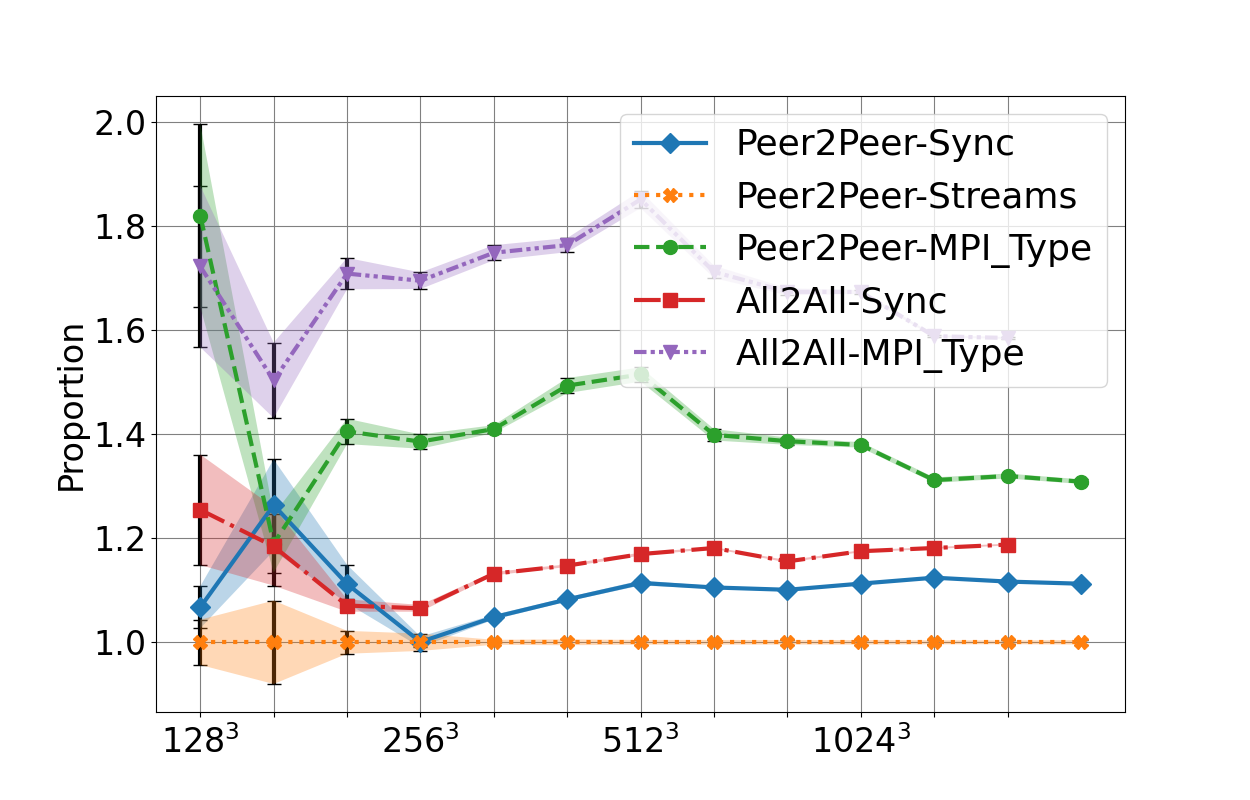 2.0
1.8
1.6
1.4
1.2
1.0
Proportion
Peer2Peer-Sync
Peer2Peer-Streams
Peer2Peer-MPI_Type
All2All-Sync
All2All-MPI_Type
128³ 256³ 512³ 1024³